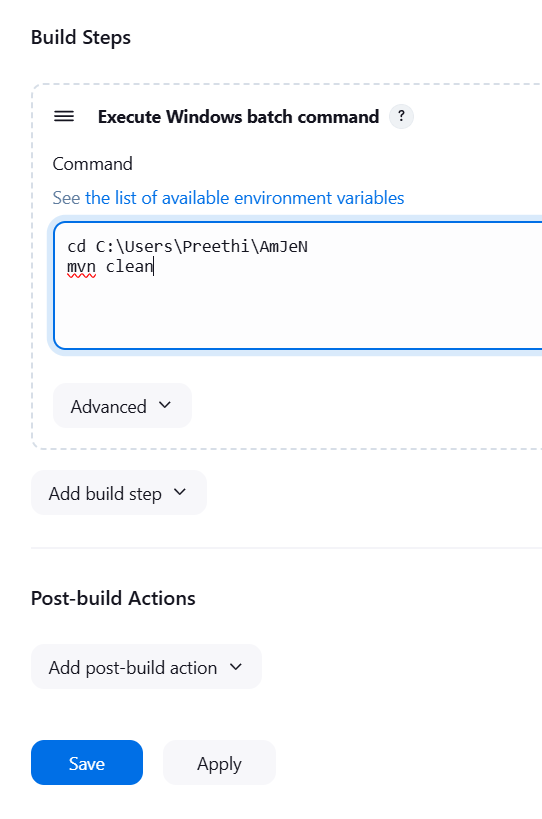 Build Steps
Execute Windows batch command ?
Command
See the list of available environment variables
cd C:\Users\Preethi\AmJeN
mvn clean
Advanced
Add build step
Post-build Actions
Add post-build action
Save Apply